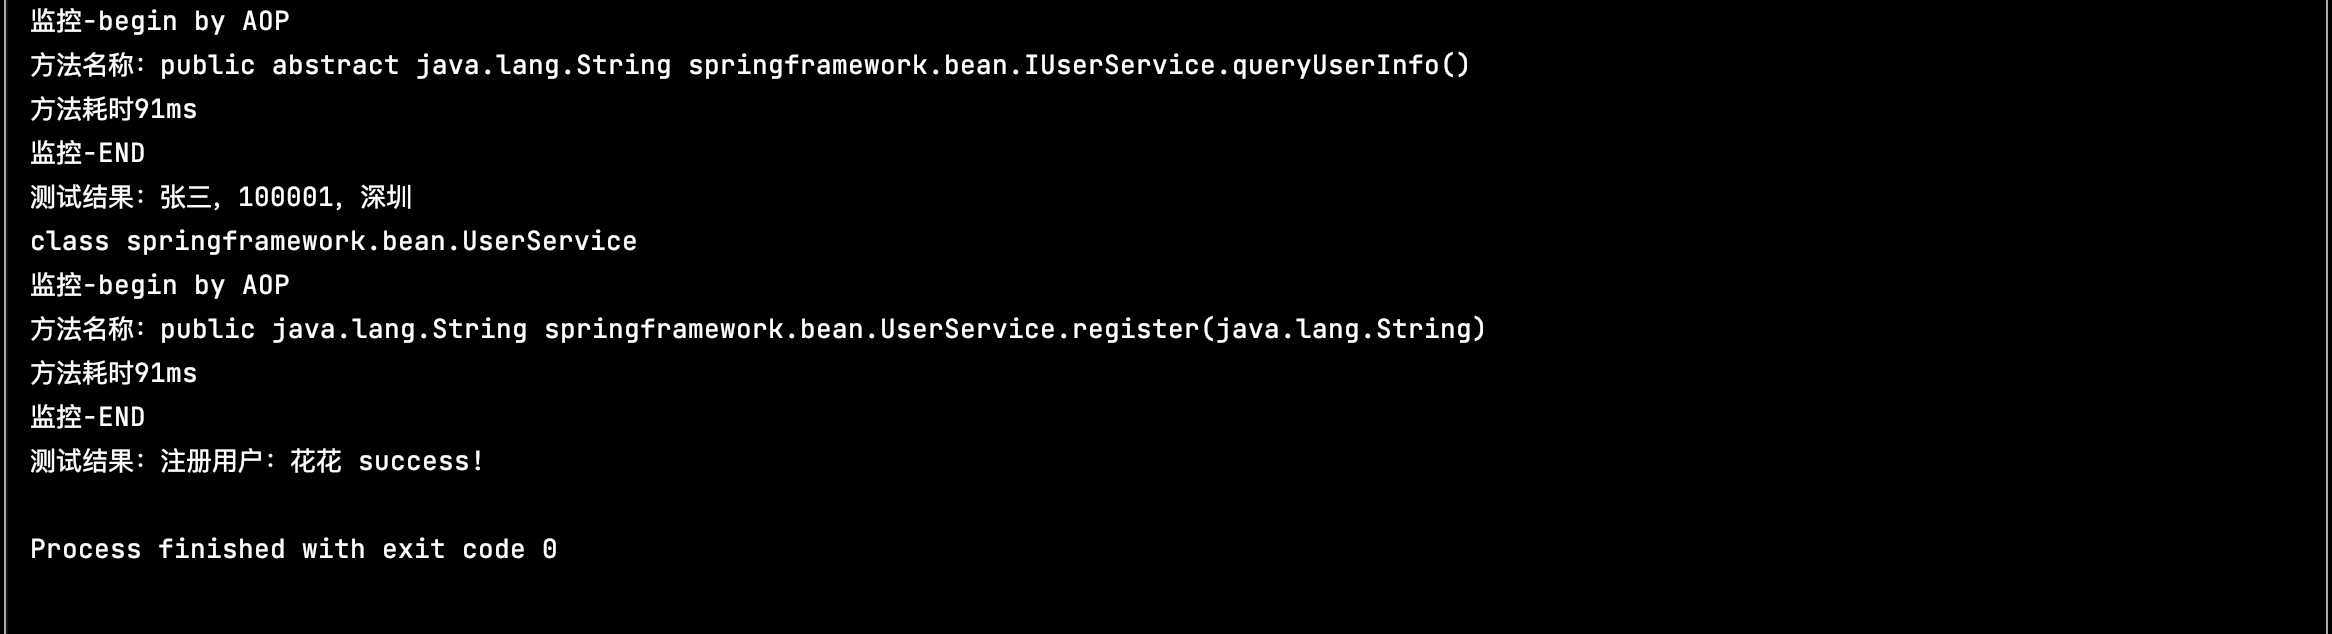 监控-begin by AOP
方法名称：public abstract java.lang.String springframework.bean.IUserService.queryUserInfo()
方法耗时91ms
监控-END
测试结果：张三，100001，深圳
class springframework.bean.UserService
监控-begin by AOP
方法名称：public java.lang.String springframework.bean.UserService.register(java.lang.String)
方法耗时91ms
监控-END
测试结果：注册用户：花花 success！
Process finished with exit code 0